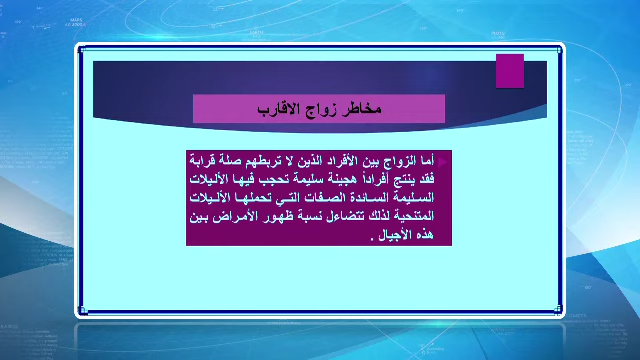 مخاطر زواج الاقارب
أما الزواج بين الأفراد الذين لا تربطهم صلة قرابة
فقد ينتج أفراداً هجينة سليمة تحجب فيها الأليلات
السليمة السائدة الصفات التي تحملها الأليلات
المتنحية لذلك تتضاءل نسبة ظهور الأمراض بين
هذه الأجيال .